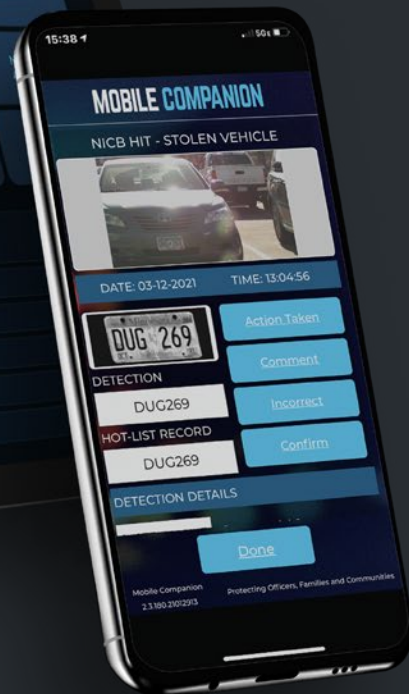 15:38
5G
MOBILE COMPANION
NICB HIT - STOLEN VEHICLE
DATE: 03-12-2021 TIME: 13:04:56
DUG 269
Action Taken
Comment
DETECTION
DUG269
Incorrect
HOT-LIST RECORD
DUG269
Confirm
DETECTION DETAILS
Done
Mobile Companion
2.3.180.21012913
Protecting Officers, Families and Communities